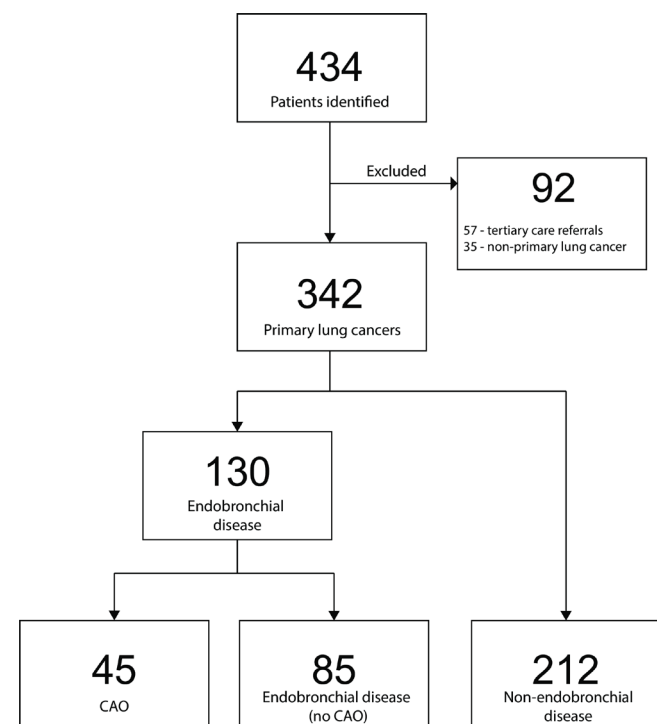 434
Patients identified
Excluded
92
57 - tertiary care referrals
35 - non-primary lung cancer
342
Primary lung cancers
130
Endobronchial
disease
45
CAO
85
Endobronchial disease
(no CAO)
212
Non-endobronchial
disease